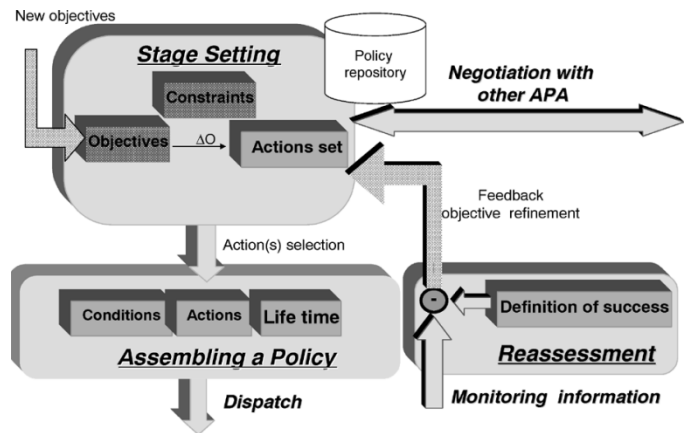 New objectives
Stage Setting
Policy
repository
Negotiation with
other APA
Constraints
Objectives
ΔO
Actions set
Feedback
objective refinement
Action(s) selection
Conditions
Actions
Life time
-
Definition of success
Assembling a Policy
Reassessment
Dispatch
Monitoring information